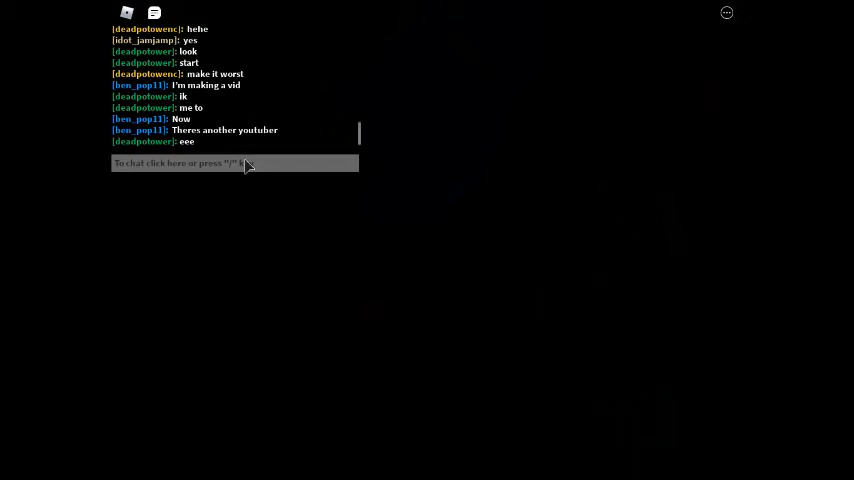 [deadpotowenc]: hehe
[idot_jamjamp]: yes
[deadpotower]: look
[deadpotower]: start
[deadpotowenc]: make it worst
[ben_pop11]: I'm making a vid
[deadpotower]: ik
[deadpotower]: me to
[ben_pop11]: Now
[ben_pop11]: Theres another youtuber
[deadpotower]: eee
To chat click here or press "/" key